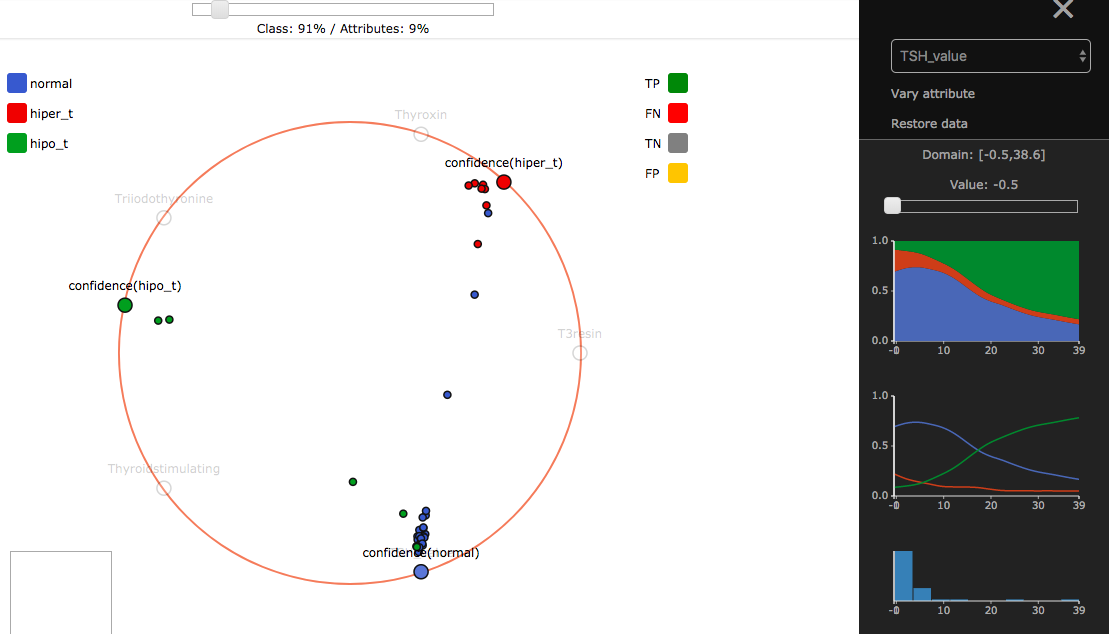 Class: 91% / Attributes: 9%
normal
hiper_t
hipo_t
TP
FN
TN
FP
Thyroxin
confidence(hiper_t)
Triiodothyronine
confidence(hipo_t)
T3resin
Thyroidstimulating
confidence(normal)
TSH_value
Vary attribute
Restore data
Domain: [-0.5,38.6]
Value: -0.5
1.0
0.5
0.0
10 20 30 39
1.0
0.5
0.0
10 20 30 39
10 20 30 39